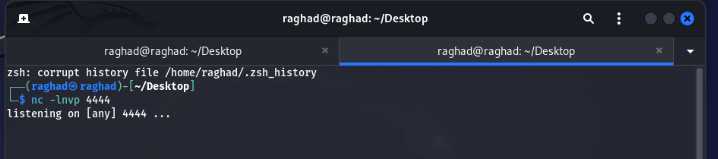 raghad@raghad: ~/Desktop
raghad@raghad: ~/Desktop
raghad@raghad: ~/Desktop
zsh: corrupt history file /home/raghad/.zsh_history
┌──(raghad㉿raghad)-[~/Desktop]
└─$ nc -lnvp 4444
listening on [any] 4444 ...